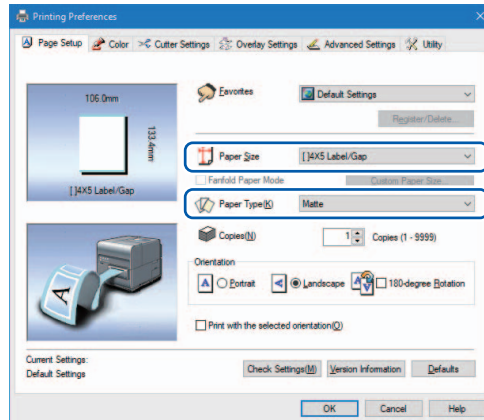 Printing Preferences
Page Setup Color Cutter Settings Overlay Settings Advanced Settings Utility
106.0mm
133.4mm
[ ]4X5 Label/Gap
Favorites Default Settings
Register/Delete...
Paper Size [ ]4X5 Label/Gap
Fanfold Paper Mode Custom Paper Size...
Paper Type(K) Matte
Copies(N) 1 Copies (1 - 9999)
Orientation
A Portrait A Landscape A 180-degree Rotation
Print with the selected orientation(O)
Current Settings:
Default Settings
Check Settings(M) Version Information Defaults
OK Cancel Help